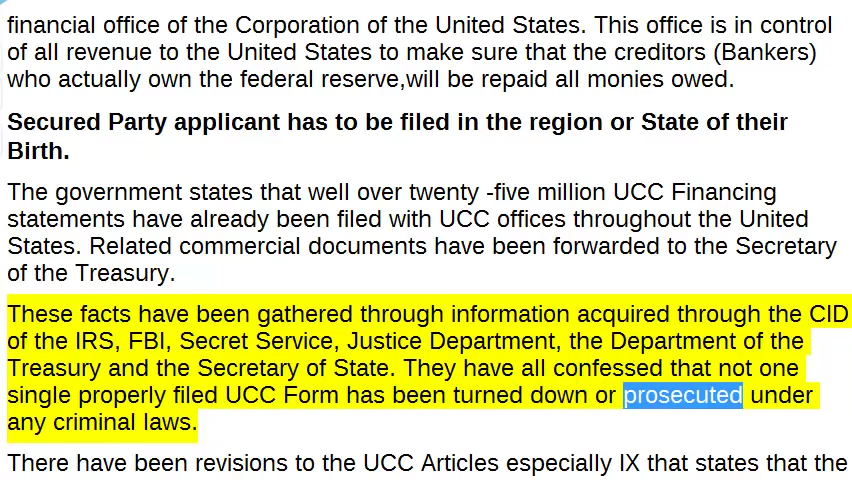 financial office of the Corporation of the United States. This office is in control
of all revenue to the United States to make sure that the creditors (Bankers)
who actually own the federal reserve,will be repaid all monies owed.
Secured Party applicant has to be filed in the region or State of their
Birth.
The government states that well over twenty -five million UCC Financing
statements have already been filed with UCC offices throughout the United
States. Related commercial documents have been forwarded to the Secretary
of the Treasury.
These facts have been gathered through information acquired through the CID
of the IRS, FBI, Secret Service, Justice Department, the Department of the
Treasury and the Secretary of State. They have all confessed that not one
single properly filed UCC Form has been turned down or prosecuted under
any criminal laws.
There have been revisions to the UCC Articles especially IX that states that the